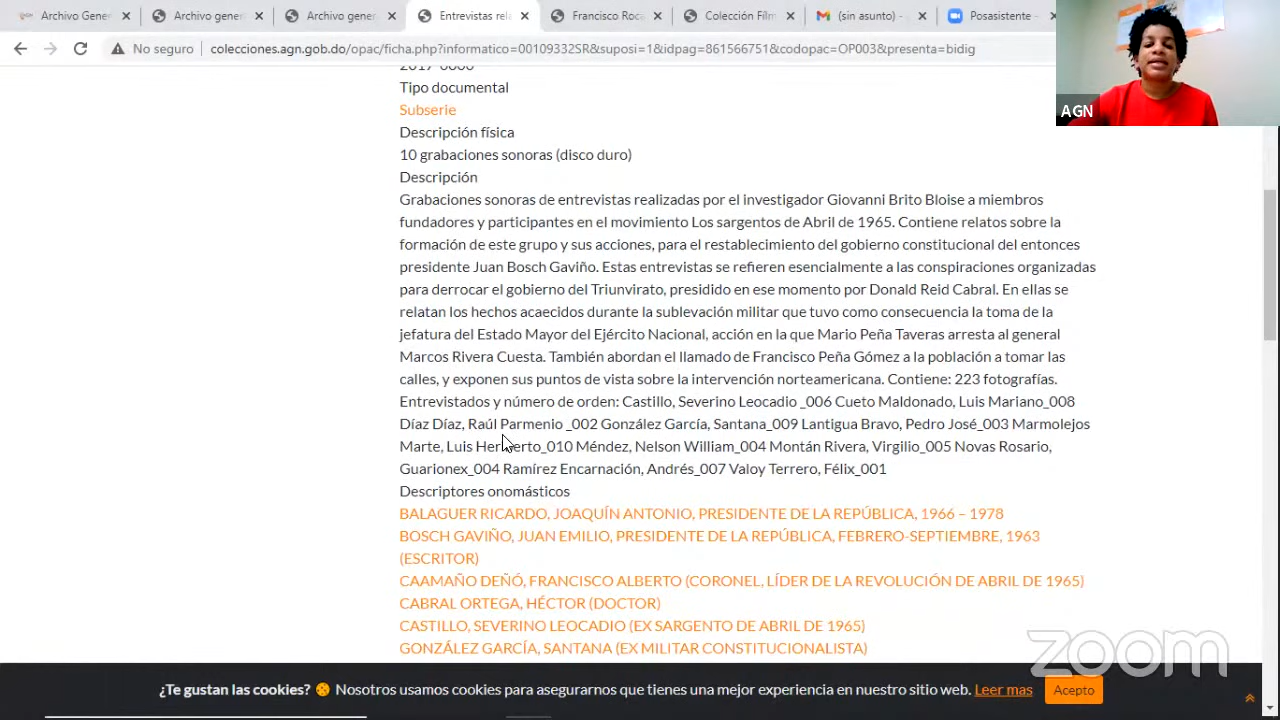 Archivo Gener
Archivo gener
Archivo gener
Entrevistas rela
Francisco Roca
Colección Film
(sin asunto) -
Posasistente -
No seguro
colecciones.agn.gob.do/opac/ficha.php?informatico=00109332SR&suposi=1&idpag=861566751&codopac=OP003&presenta=bidig
AGN
Tipo documental
Subserie
Descripción física
10 grabaciones sonoras (disco duro)
Descripción
Grabaciones sonoras de entrevistas realizadas por el investigador Giovanni Brito Bloise a miembros
fundadores y participantes en el movimiento Los sargentos de Abril de 1965. Contiene relatos sobre la
formación de este grupo y sus acciones, para el restablecimiento del gobierno constitucional del entonces
presidente Juan Bosch Gaviño. Estas entrevistas se refieren esencialmente a las conspiraciones organizadas
para derrocar el gobierno del Triunvirato, presidido en ese momento por Donald Reid Cabral. En ellas se
relatan los hechos acaecidos durante la sublevación militar que tuvo como consecuencia la toma de la
jefatura del Estado Mayor del Ejército Nacional, acción en la que Mario Peña Taveras arresta al general
Marcos Rivera Cuesta. También abordan el llamado de Francisco Peña Gómez a la población a tomar las
calles, y exponen sus puntos de vista sobre la intervención norteamericana. Contiene: 223 fotografías.
Entrevistados y número de orden: Castillo, Severino Leocadio _006 Cueto Maldonado, Luis Mariano_008
Díaz Díaz, Raúl Parmenio _002 González García, Santana_009 Lantigua Bravo, Pedro José_003 Marmolejos
Marte, Luis Heriberto_010 Méndez, Nelson William_004 Montán Rivera, Virgilio_005 Novas Rosario,
Guarionex_004 Ramírez Encarnación, Andrés_007 Valoy Terrero, Félix_001
Descriptores onomásticos
BALAGUER RICARDO, JOAQUÍN ANTONIO, PRESIDENTE DE LA REPÚBLICA, 1966 – 1978
BOSCH GAVIÑO, JUAN EMILIO, PRESIDENTE DE LA REPÚBLICA, FEBRERO-SEPTIEMBRE, 1963
(ESCRITOR)
CAAMAÑO DEÑÓ, FRANCISCO ALBERTO (CORONEL, LÍDER DE LA REVOLUCIÓN DE ABRIL DE 1965)
CABRAL ORTEGA, HÉCTOR (DOCTOR)
CASTILLO, SEVERINO LEOCADIO (EX SARGENTO DE ABRIL DE 1965)
GONZÁLEZ GARCÍA, SANTANA (EX MILITAR CONSTITUCIONALISTA)
zoom
¿Te gustan las cookies? Nosotros usamos cookies para asegurarnos que tienes una mejor experiencia en nuestro sitio web. Leer mas
Acepto